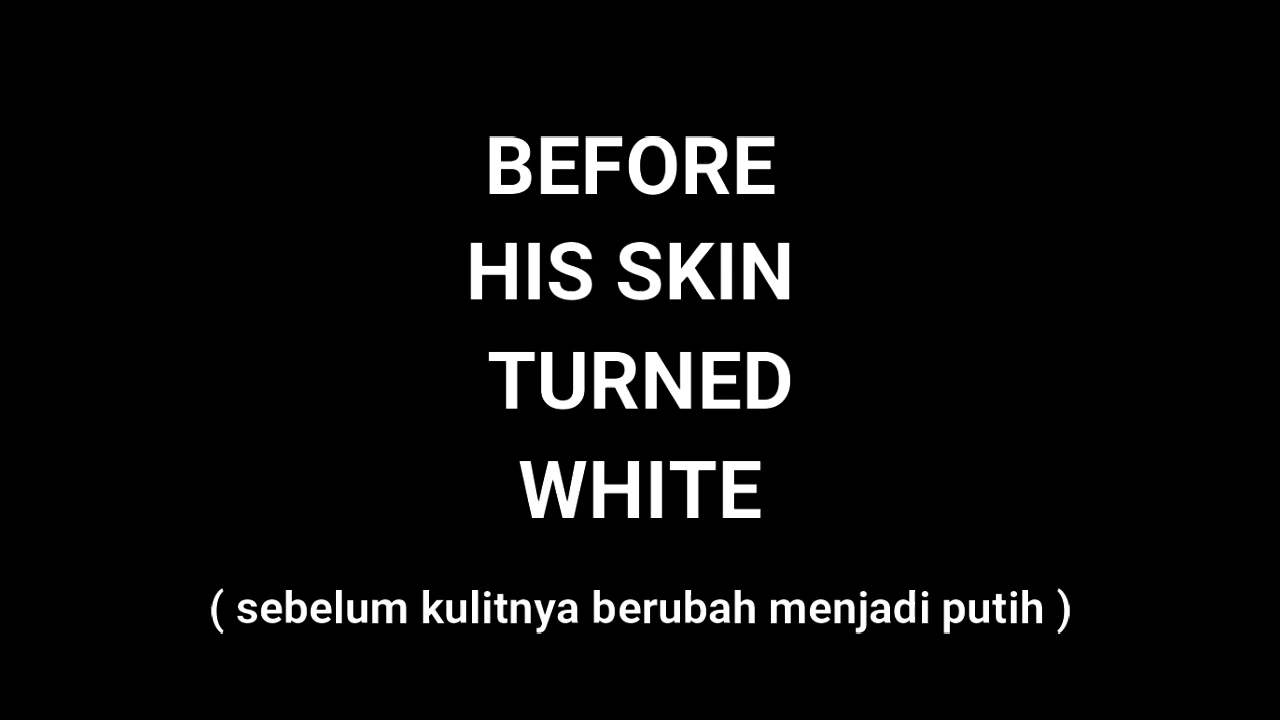 BEFORE
HIS SKIN
TURNED
WHITE
( sebelum kulitnya berubah menjadi putih )